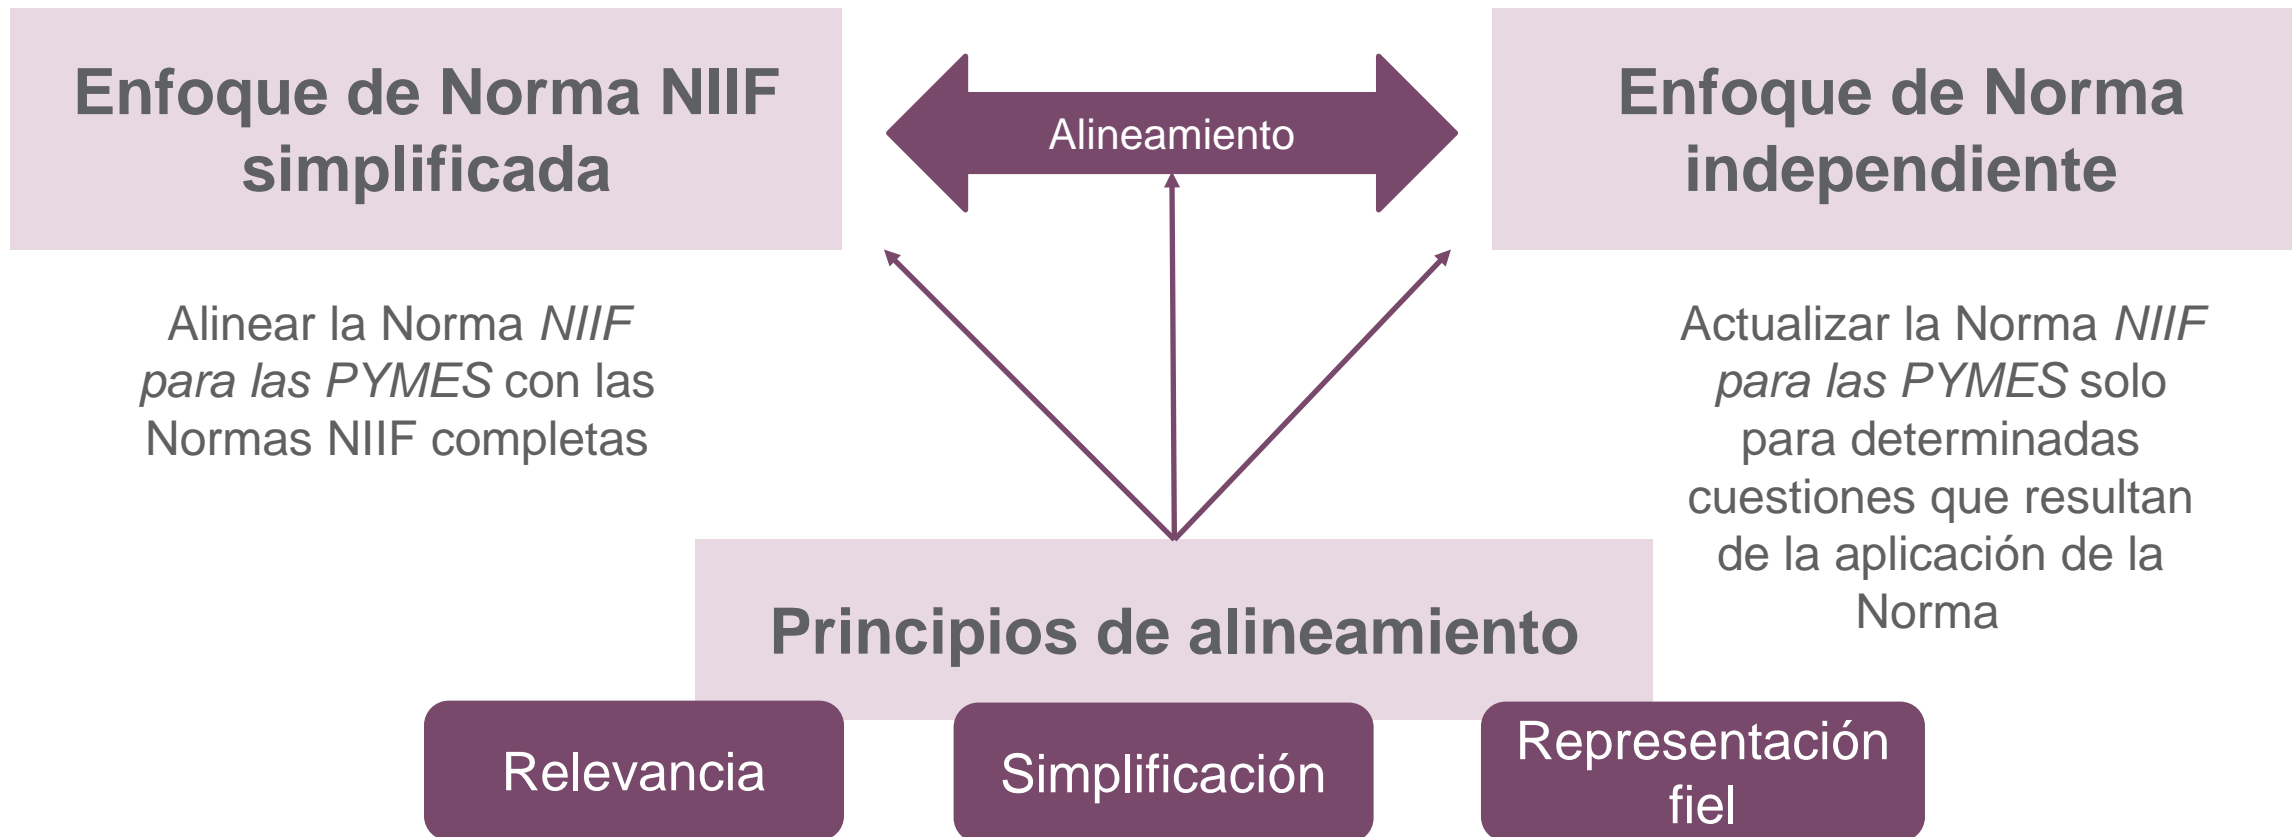 Enfoque de Norma NIIF
simplificada
Alineamiento
Enfoque de Norma
independiente
Alinear la Norma NIIF
para las PYMES con las
Normas NIIF completas
Actualizar la Norma NIIF
para las PYMES solo
para determinadas
cuestiones que resultan
de la aplicación de la
Norma
Principios de alineamiento
Relevancia
Simplificación
Representación
fiel